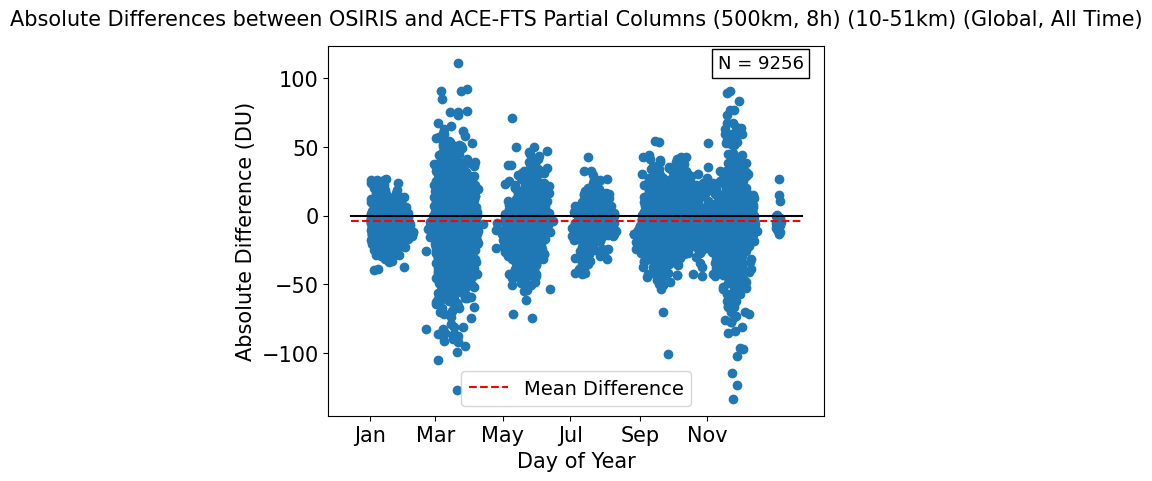 Absolute Differences between OSIRIS and ACE-FTS Partial Columns (500km, 8h) (10-51km) (Global, All Time)
N = 9256
100
50
0
−50
−100
Absolute Difference (DU)
Mean Difference
Jan Mar May Jul Sep Nov
Day of Year